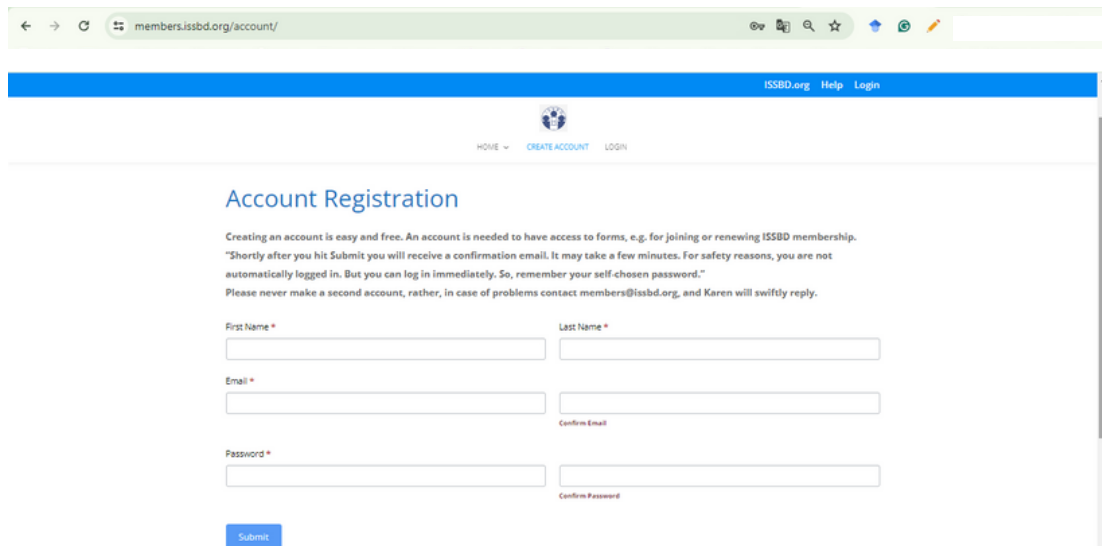 members.issbd.org/account/
ISSBD.org Help Login
HOME CREATE ACCOUNT LOGIN
Account Registration
Creating an account is easy and free. An account is needed to have access to forms, e.g. for joining or renewing ISSBD membership.
"Shortly after you hit Submit you will receive a confirmation email. It may take a few minutes. For safety reasons, you are not
automatically logged in. But you can log in immediately. So, remember your self-chosen password."
Please never make a second account, rather, in case of problems contact members@issbd.org, and Karen will swiftly reply.
First Name * Last Name *
Email *
Confirm Email
Password *
Confirm Password
Submit